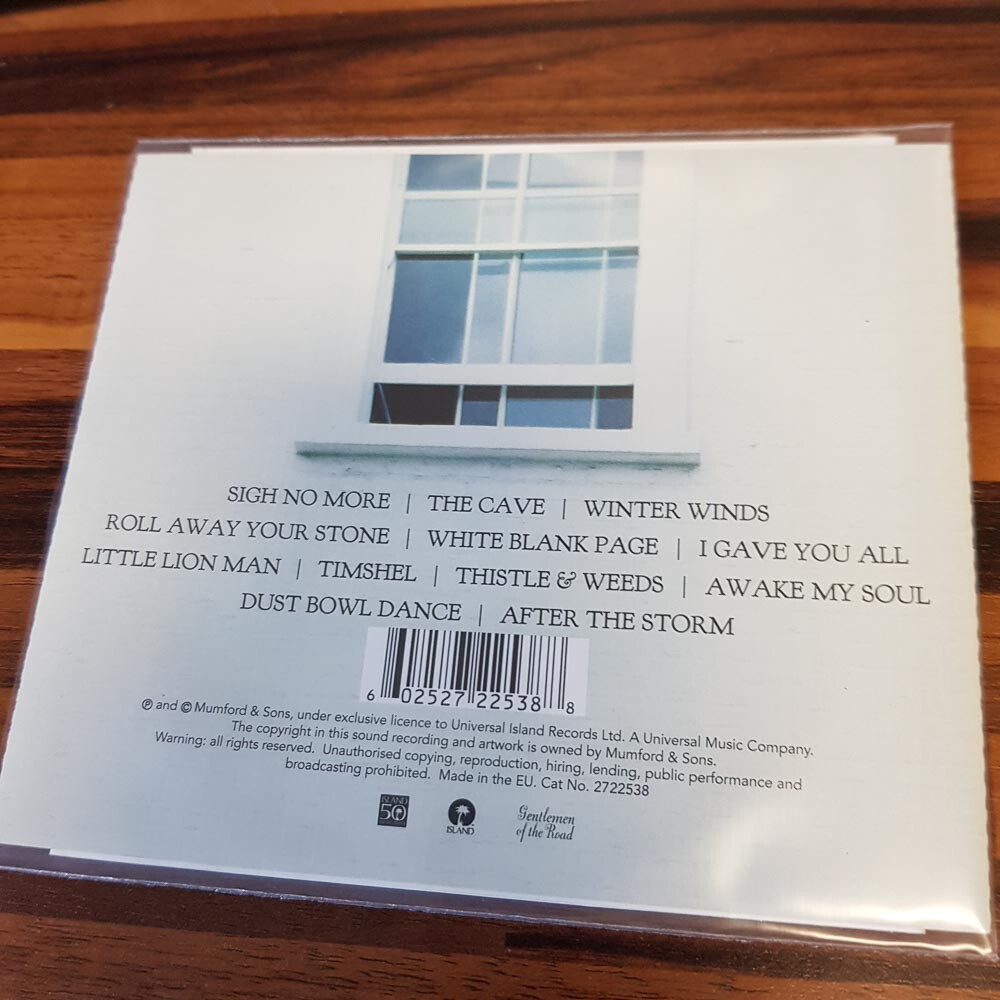 SIGH NO MORE | THE CAVE | WINTER WINDS
ROLL AWAY YOUR STONE | WHITE BLANK PAGE | I GAVE YOU ALL
LITTLE LION MAN | TIMSHEL | THISTLE & WEEDS | AWAKE MY SOUL
DUST BOWL DANCE | AFTER THE STORM
6 02527 22538 8
℗ and © Mumford & Sons, under exclusive licence to Universal Island Records Ltd. A Universal Music Company.
The copyright in this sound recording and artwork is owned by Mumford & Sons.
Warning: all rights reserved. Unauthorised copying, reproduction, hiring, lending, public performance and
broadcasting prohibited. Made in the EU. Cat No. 2722538
ISLAND 50
ISLAND
Gentlemen
of the Road